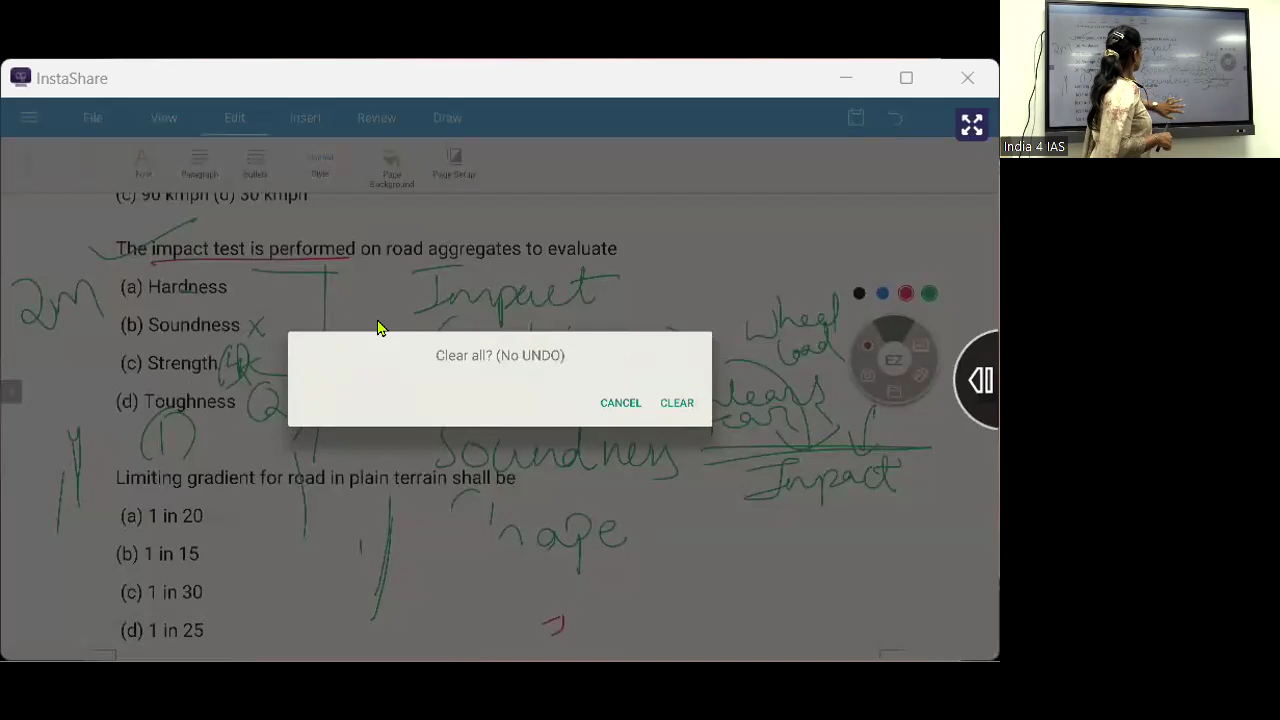 InstaShare
File View Edit Insert Review Draw
Font Paragraph Bullets Style Page Background Page Setup
(c) 90 kmph (d) 30 kmph
The impact test is performed on road aggregates to evaluate
2m
(a) Hardness
Impact
(b) Soundness x
Wheel
load
(c) Strength
EZ
(d) Toughness
Clear all? (No UNDO)
CANCEL CLEAR
Soundness
Impact
Limiting gradient for road in plain terrain shall be
(a) 1 in 20
(b) 1 in 15
(c) 1 in 30
(d) 1 in 25
India 4 IAS